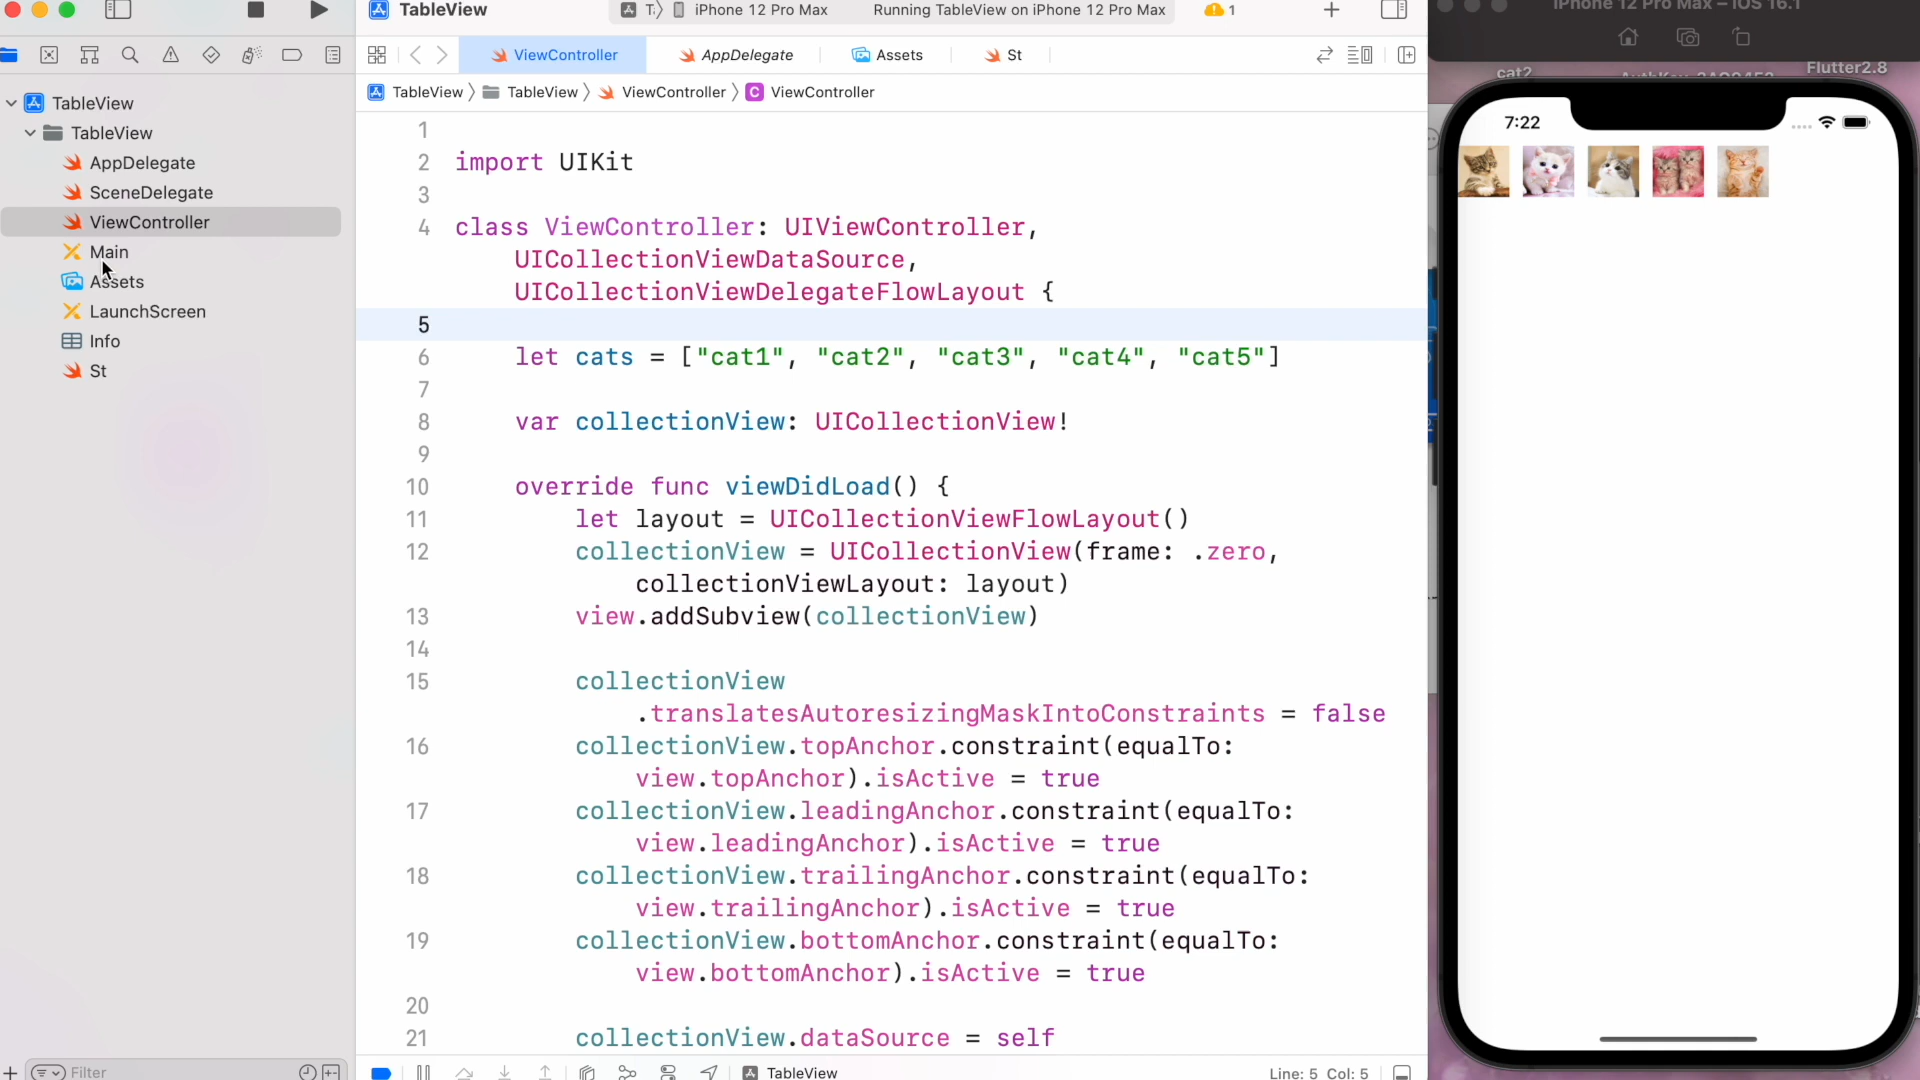 TableView
T
iPhone 12 Pro Max
Running TableView on iPhone 12 Pro Max
1
iPhone 12 Pro Max – iOS 16.1
cat2
Flutter2.8
ViewController
AppDelegate
Assets
St
TableView
TableView
ViewController
ViewController
TableView
TableView
AppDelegate
SceneDelegate
ViewController
Main
Assets
LaunchScreen
Info
St
1
2 import UIKit
3
4 class ViewController: UIViewController,
UICollectionViewDataSource,
UICollectionViewDelegateFlowLayout {
5
6 let cats = ["cat1", "cat2", "cat3", "cat4", "cat5"]
7
8 var collectionView: UICollectionView!
9
10 override func viewDidLoad() {
11 let layout = UICollectionViewFlowLayout()
12 collectionView = UICollectionView(frame: .zero,
collectionViewLayout: layout)
13 view.addSubview(collectionView)
14
15 collectionView
.translatesAutoresizingMaskIntoConstraints = false
16 collectionView.topAnchor.constraint(equalTo:
view.topAnchor).isActive = true
17 collectionView.leadingAnchor.constraint(equalTo:
view.leadingAnchor).isActive = true
18 collectionView.trailingAnchor.constraint(equalTo:
view.trailingAnchor).isActive = true
19 collectionView.bottomAnchor.constraint(equalTo:
view.bottomAnchor).isActive = true
20
21 collectionView.dataSource = self
7:22
Filter
TableView
Line: 5 Col: 5